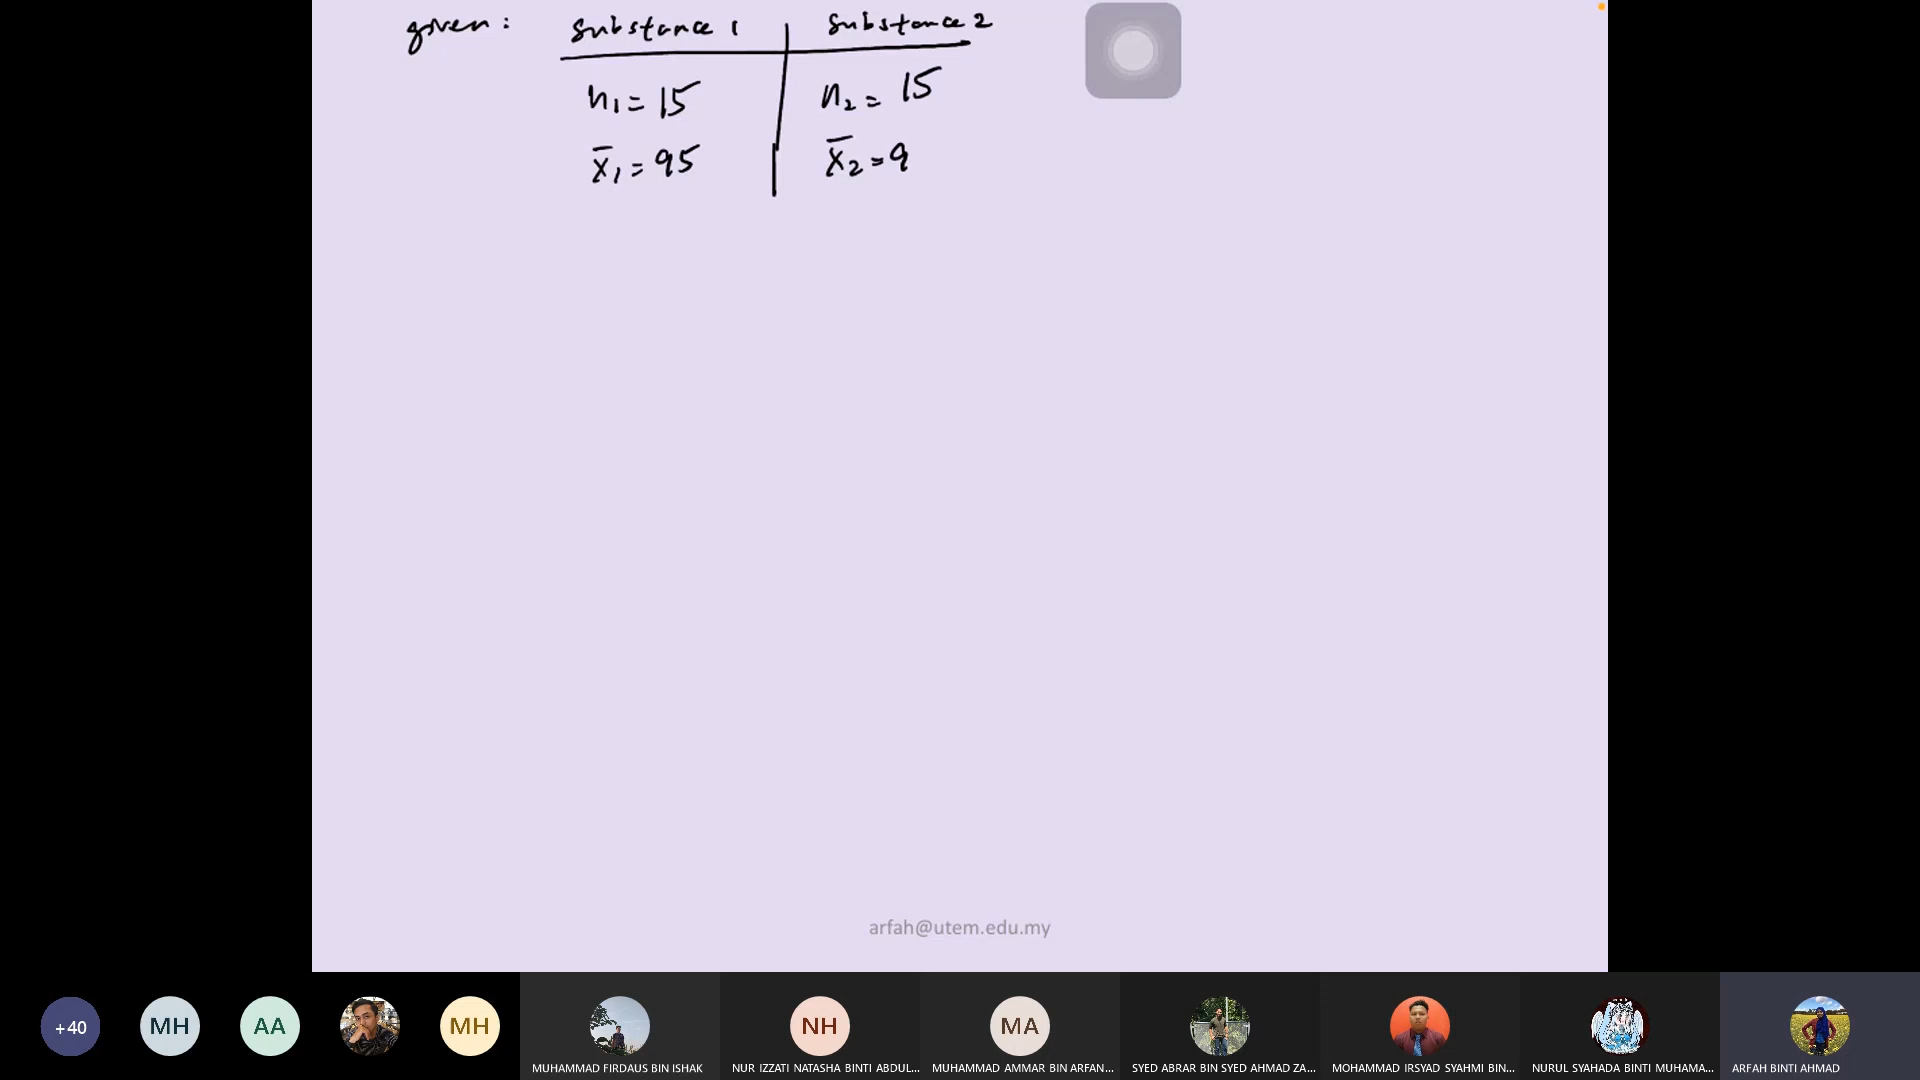 given: substance 1 substance 2
n₁ = 15 n₂ = 15
x̄₁ = 95 x̄₂ = 9
arfah@utem.edu.my
+40 MH AA MH NH MA
MUHAMMAD FIRDAUS BIN ISHAK NUR IZZATI NATASHA BINTI ABDUL... MUHAMMAD AMMAR BIN ARFAN... SYED ABRAR BIN SYED AHMAD ZA... MOHAMMAD IRSYAD SYAHMI BIN... NURUL SYAHADA BINTI MUHAMA... ARFAH BINTI AHMAD